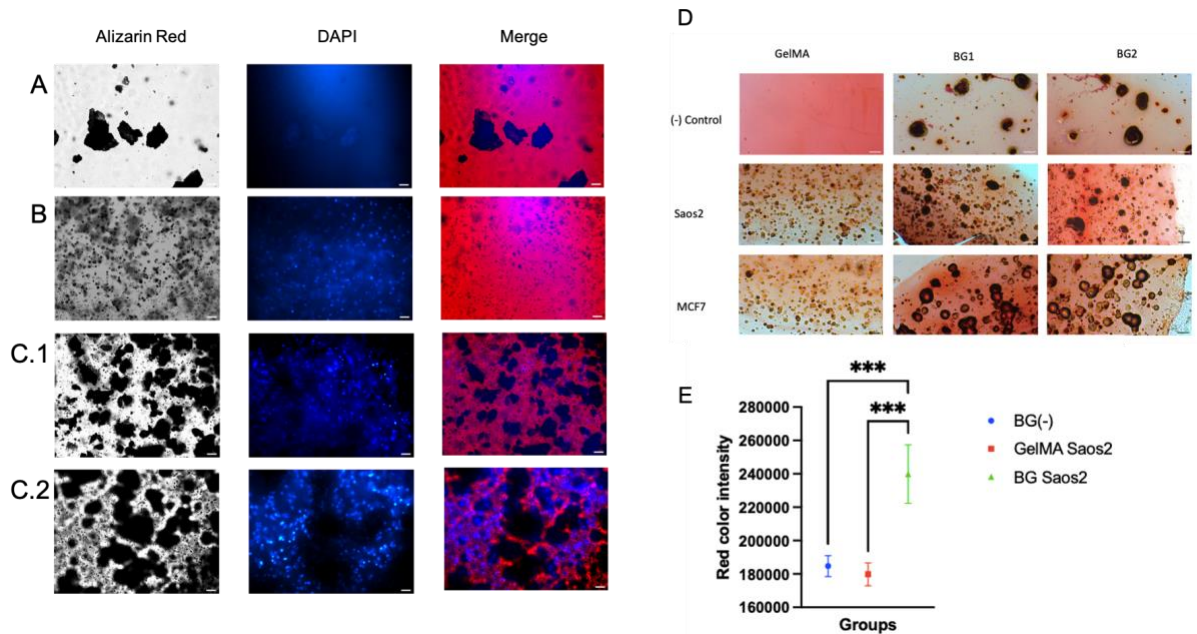 Alizarin Red DAPI Merge
A
B
C.1
C.2
D
GelMA BG1 BG2
(-) Control
Saos2
MCF7
E
*** 
***
280000
260000
240000
220000
200000
180000
160000
Red color intensity
Groups
BG(-)
GelMA Saos2
BG Saos2